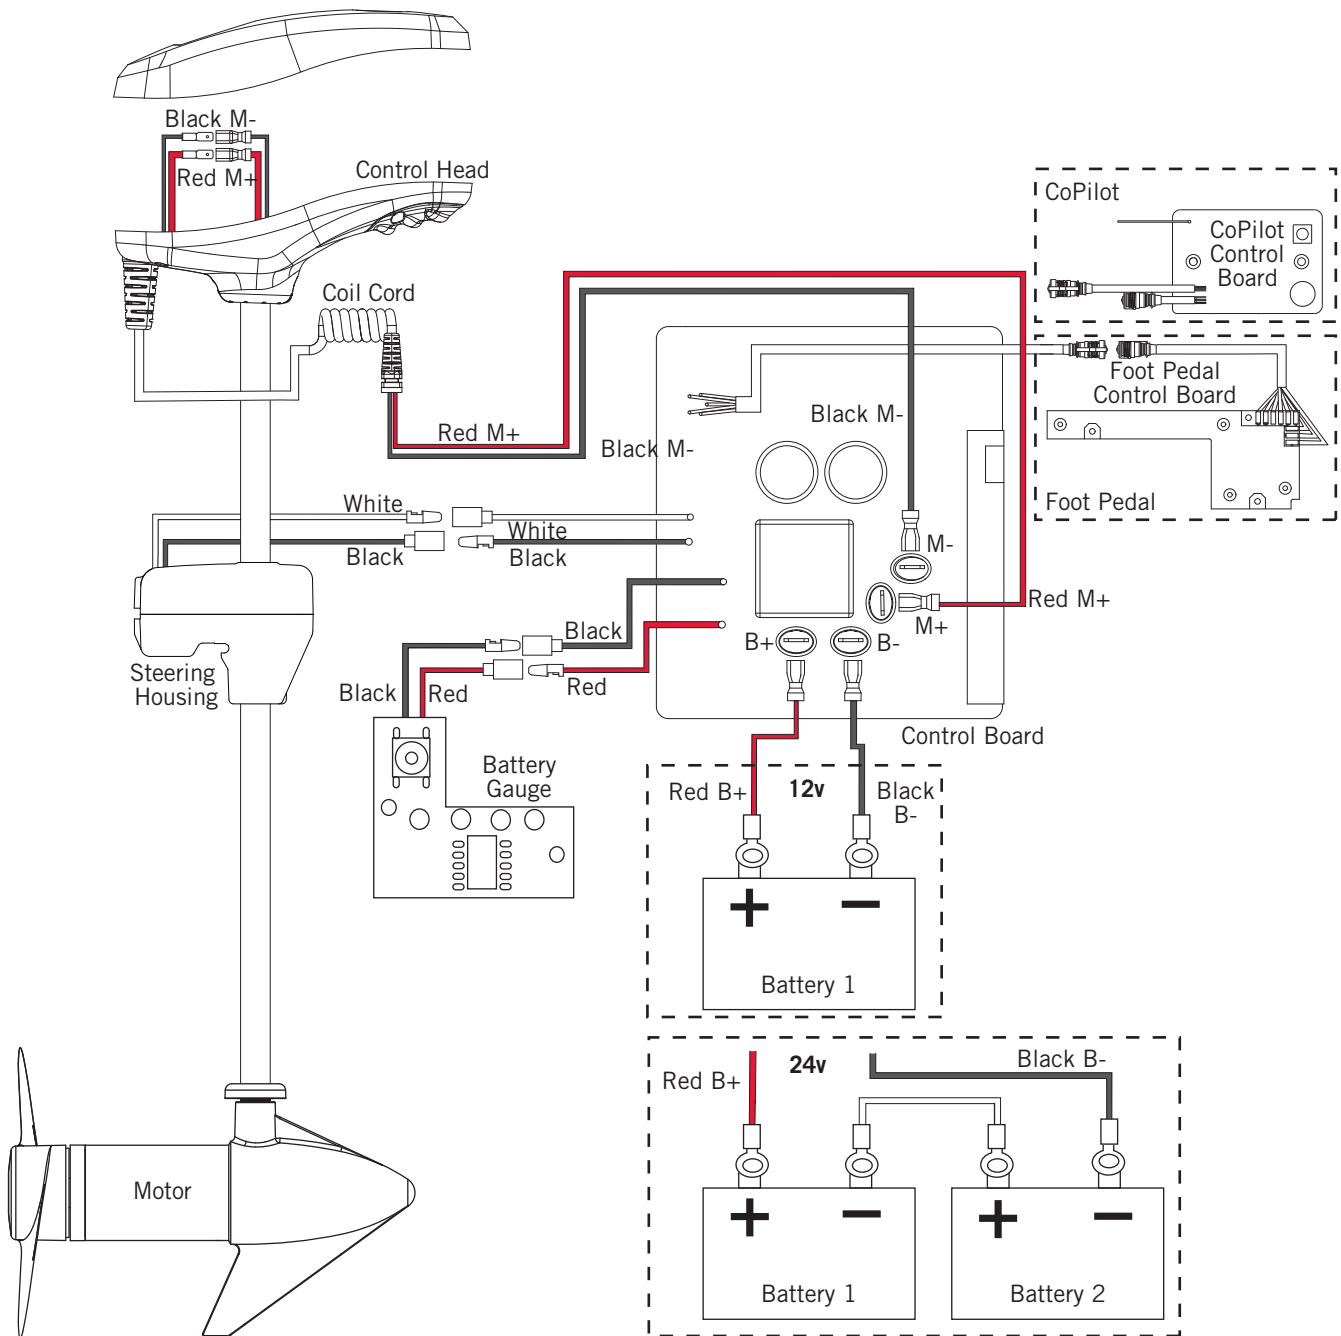 Black M-
Red M+
Control Head
CoPilot
CoPilot
Control
Board
Coil Cord
Foot Pedal
Control Board
Black M-
Red M+
Black M-
Foot Pedal
White
White
Black
Black
M-
Red M+
M+
Black
B+
B-
Steering
Housing
Black
Red
Red
Control Board
Battery
Gauge
Red B+
12v
Black
B-
+
−
Battery 1
24v
Black B-
Red B+
Motor
+
−
+
−
Battery 1
Battery 2